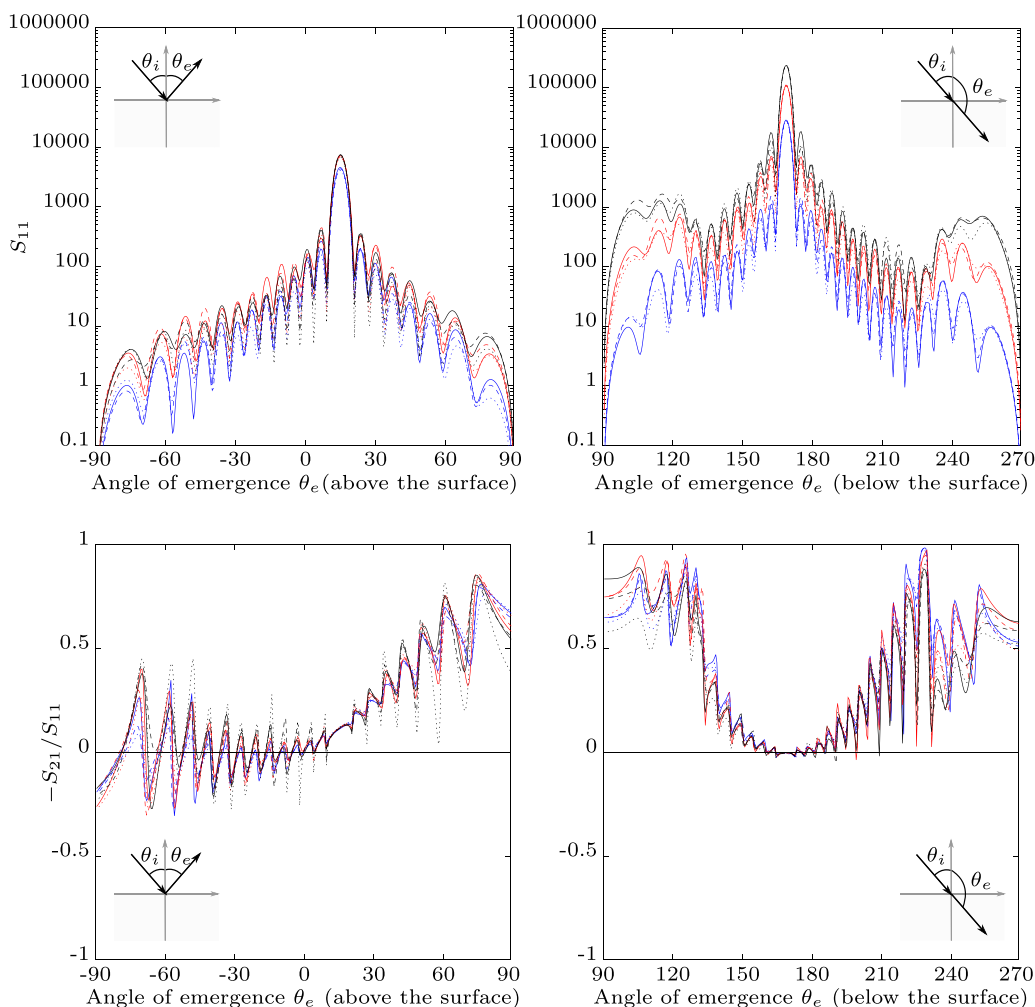 1000000
100000
10000
1000
100
10
1
0.1
S11
θi θe
-90 -60 -30 0 30 60 90
Angle of emergence θe(above the surface)
1000000
100000
10000
1000
100
10
1
0.1
θi
θe
90 120 150 180 210 240 270
Angle of emergence θe (below the surface)
1
0.5
0
-0.5
-1
−S21/S11
θi θe
-90 -60 -30 0 30 60 90
Angle of emergence θe (above the surface)
1
0.5
0
-0.5
-1
θi
θe
90 120 150 180 210 240 270
Angle of emergence θe (below the surface)